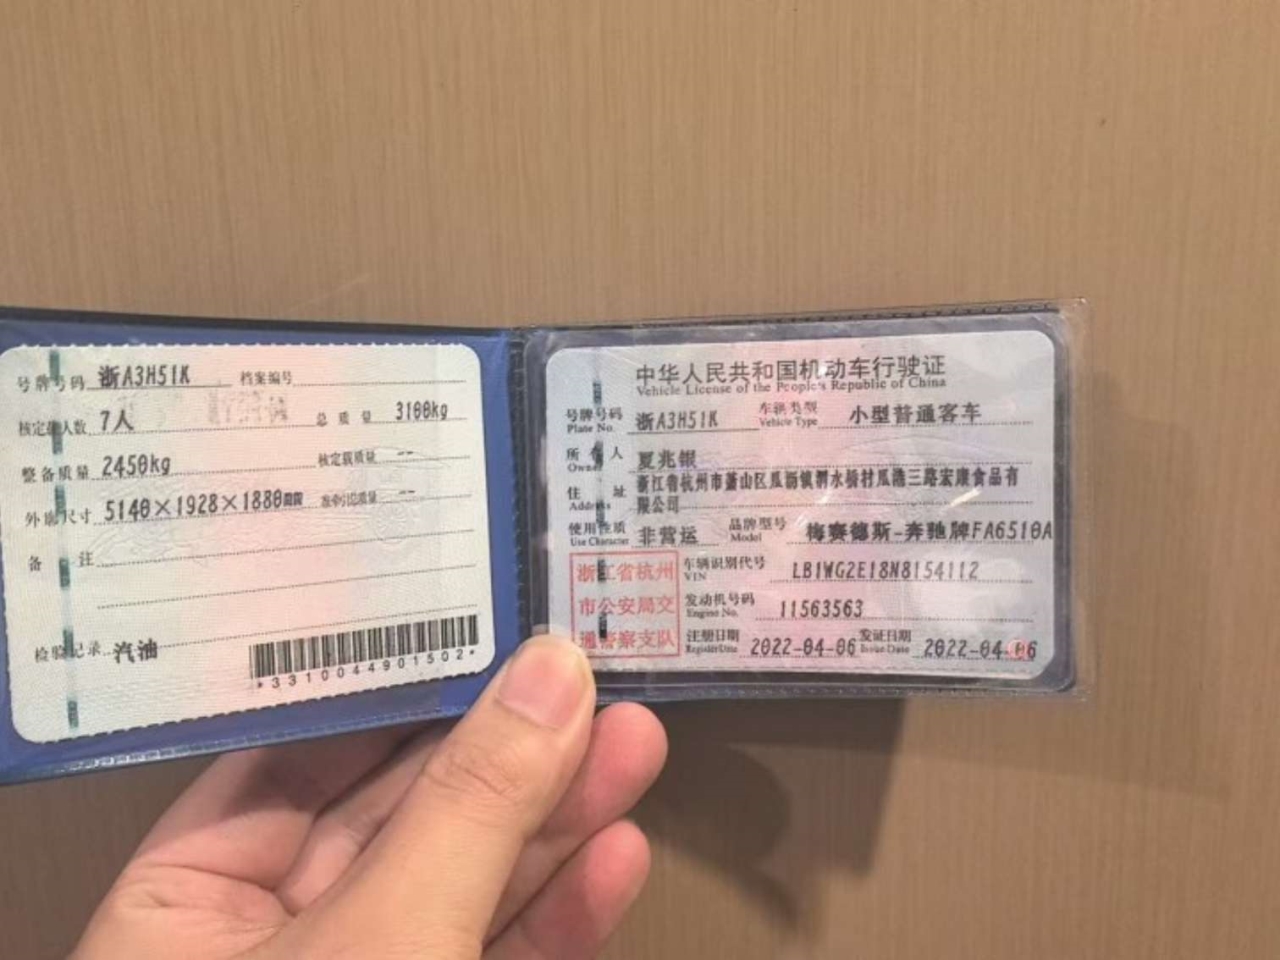 号牌号码 浙A3H51K 档案编号
核定载人数 7人 总质量 3100kg
整备质量 2450kg 核定载质量 --
外廓尺寸 5140×1928×1880mm 准牵引总质量 --
备注
检验记录 汽油
*3310044901502*
中华人民共和国机动车行驶证
Vehicle License of the People's Republic of China
号牌号码 浙A3H51K 车辆类型 小型普通客车
Plate No. Vehicle Type
所有人 夏兆银
Owner
住址 浙江省杭州市萧山区瓜沥镇 水桥村瓜港三路宏康食品有
Address 限公司
使用性质 非营运 品牌型号 梅赛德斯-奔驰牌FA6510A
Use Character Model
浙江省杭州
市公安局交
通警察支队
车辆识别代号 LB1WG2E18N8154112
VIN
发动机号码 11563563
Engine No.
注册日期 2022-04-06 发证日期 2022-04-06
Register Date Issue Date